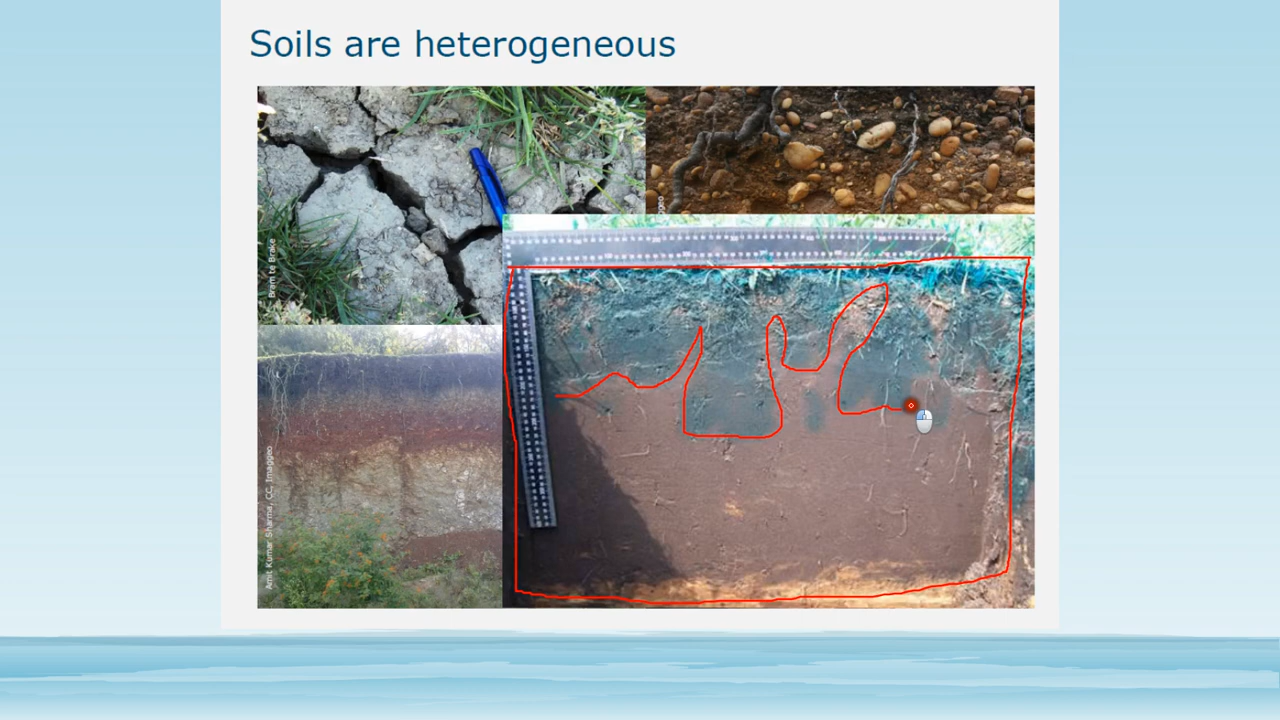 Soils are heterogeneous
Bram te Brake
Amit Kumar Sharma, CC, Imaggeo